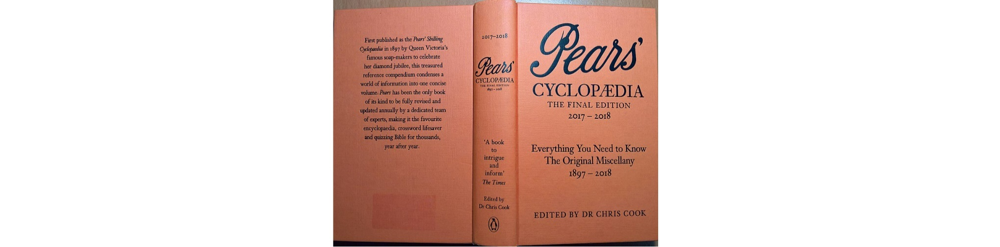 First published as the Pears' Shilling
Cyclopaedia in 1897 by Queen Victoria's
famous soap-makers to celebrate
her diamond jubilee, this treasured
reference compendium condenses a
world of information into one concise
volume. Pears has been the only book
of its kind to be fully revised and
updated annually by a dedicated team
of experts, making it the favourite
encyclopaedia, crossword lifesaver
and quizzing Bible for thousands,
year after year.
2017–2018
Pears'
CYCLOPÆDIA
THE FINAL EDITION
1897 – 2018
'A book
to
intrigue
and
inform'
The Times
Edited by
Dr Chris Cook
Pears'
CYCLOPÆDIA
THE FINAL EDITION
2017 – 2018
Everything You Need to Know
The Original Miscellany
1897 – 2018
EDITED BY DR CHRIS COOK